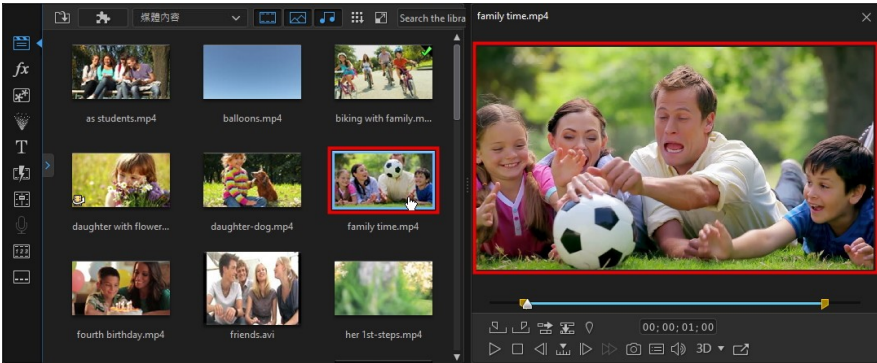 媒體內容
Search the libra
family time.mp4
fx
T
as students.mp4
balloons.mp4
biking with family.m...
daughter with flower...
daughter-dog.mp4
family time.mp4
fourth birthday.mp4
friends.avi
her 1st-steps.mp4
00;00;01;00
3D